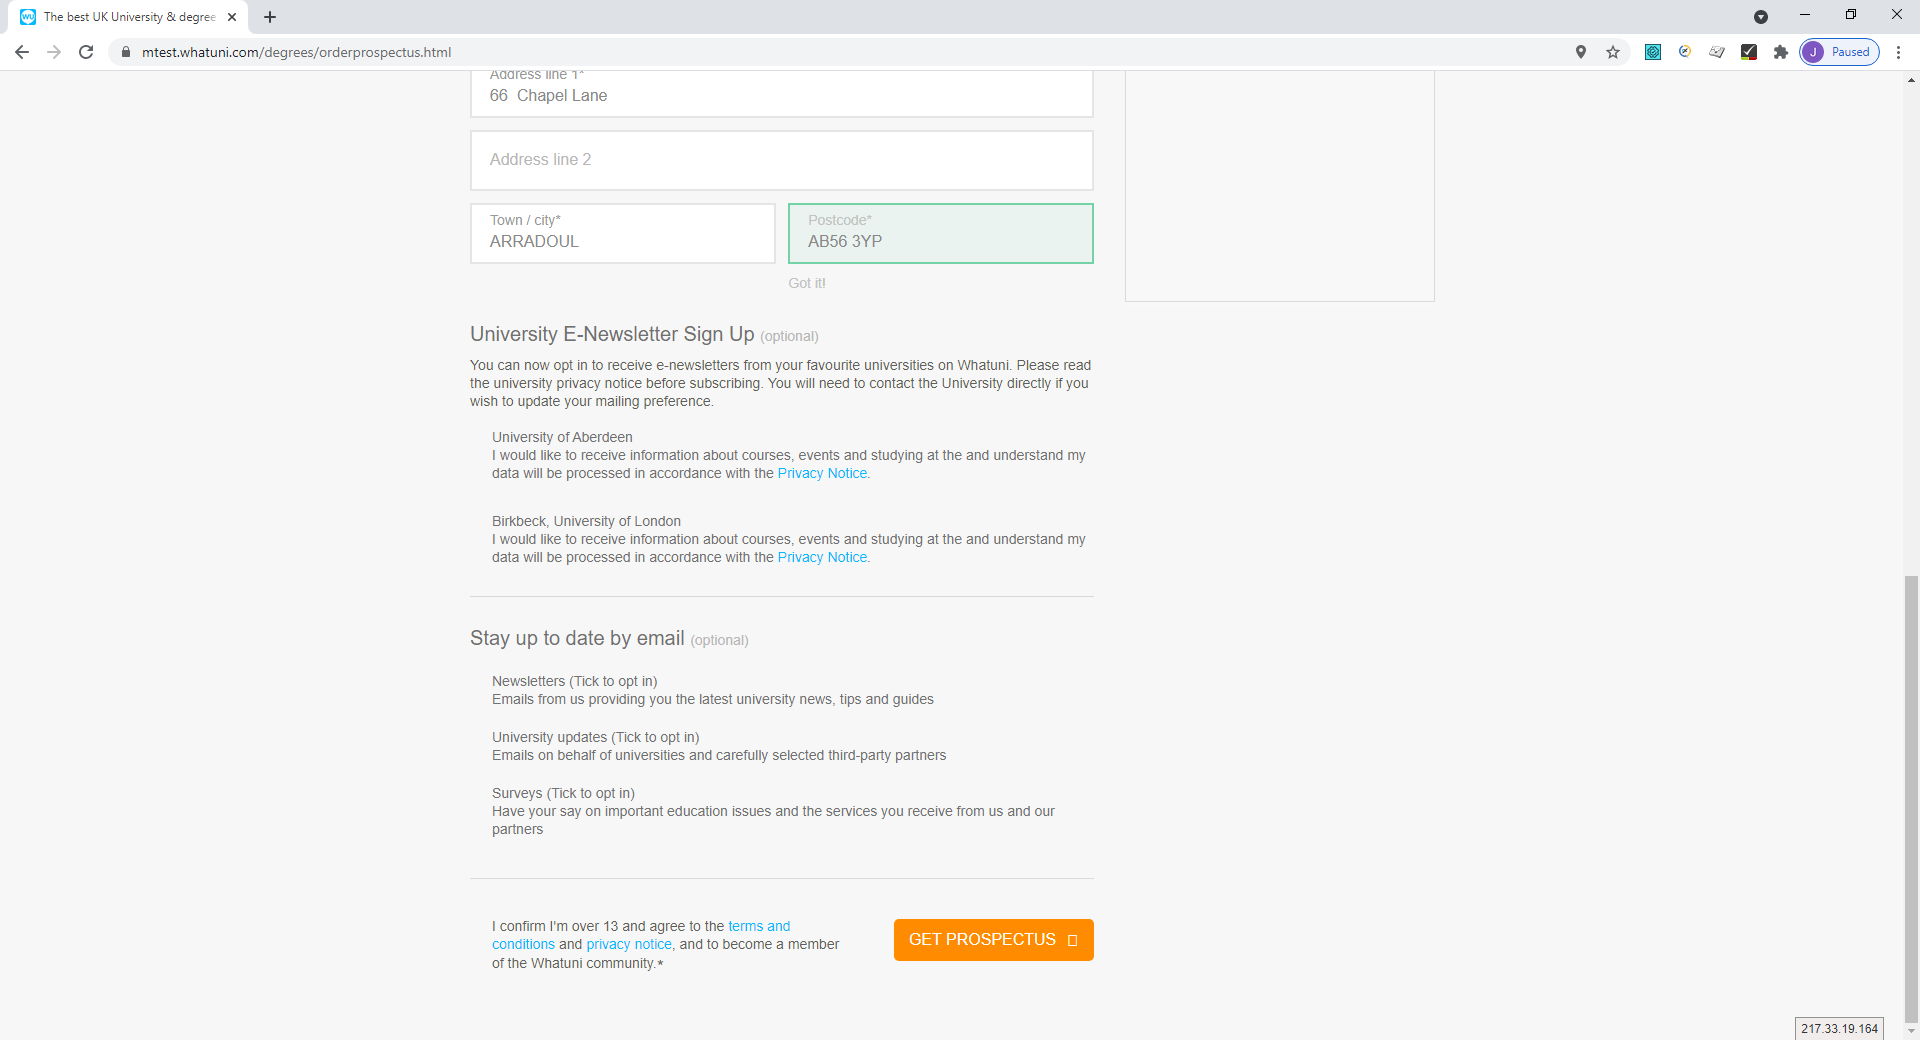 The best UK University & degree
mtest.whatuni.com/degrees/orderprospectus.html
J Paused
Address line 1*
66 Chapel Lane
Address line 2
Town / city*
ARRADOUL
Postcode*
AB56 3YP
Got it!
University E-Newsletter Sign Up (optional)
You can now opt in to receive e-newsletters from your favourite universities on Whatuni. Please read
the university privacy notice before subscribing. You will need to contact the University directly if you
wish to update your mailing preference.
University of Aberdeen
I would like to receive information about courses, events and studying at the and understand my
data will be processed in accordance with the Privacy Notice.
Birkbeck, University of London
I would like to receive information about courses, events and studying at the and understand my
data will be processed in accordance with the Privacy Notice.
Stay up to date by email (optional)
Newsletters (Tick to opt in)
Emails from us providing you the latest university news, tips and guides
University updates (Tick to opt in)
Emails on behalf of universities and carefully selected third-party partners
Surveys (Tick to opt in)
Have your say on important education issues and the services you receive from us and our
partners
I confirm I'm over 13 and agree to the terms and
conditions and privacy notice, and to become a member
of the Whatuni community.*
GET PROSPECTUS
217.33.19.164